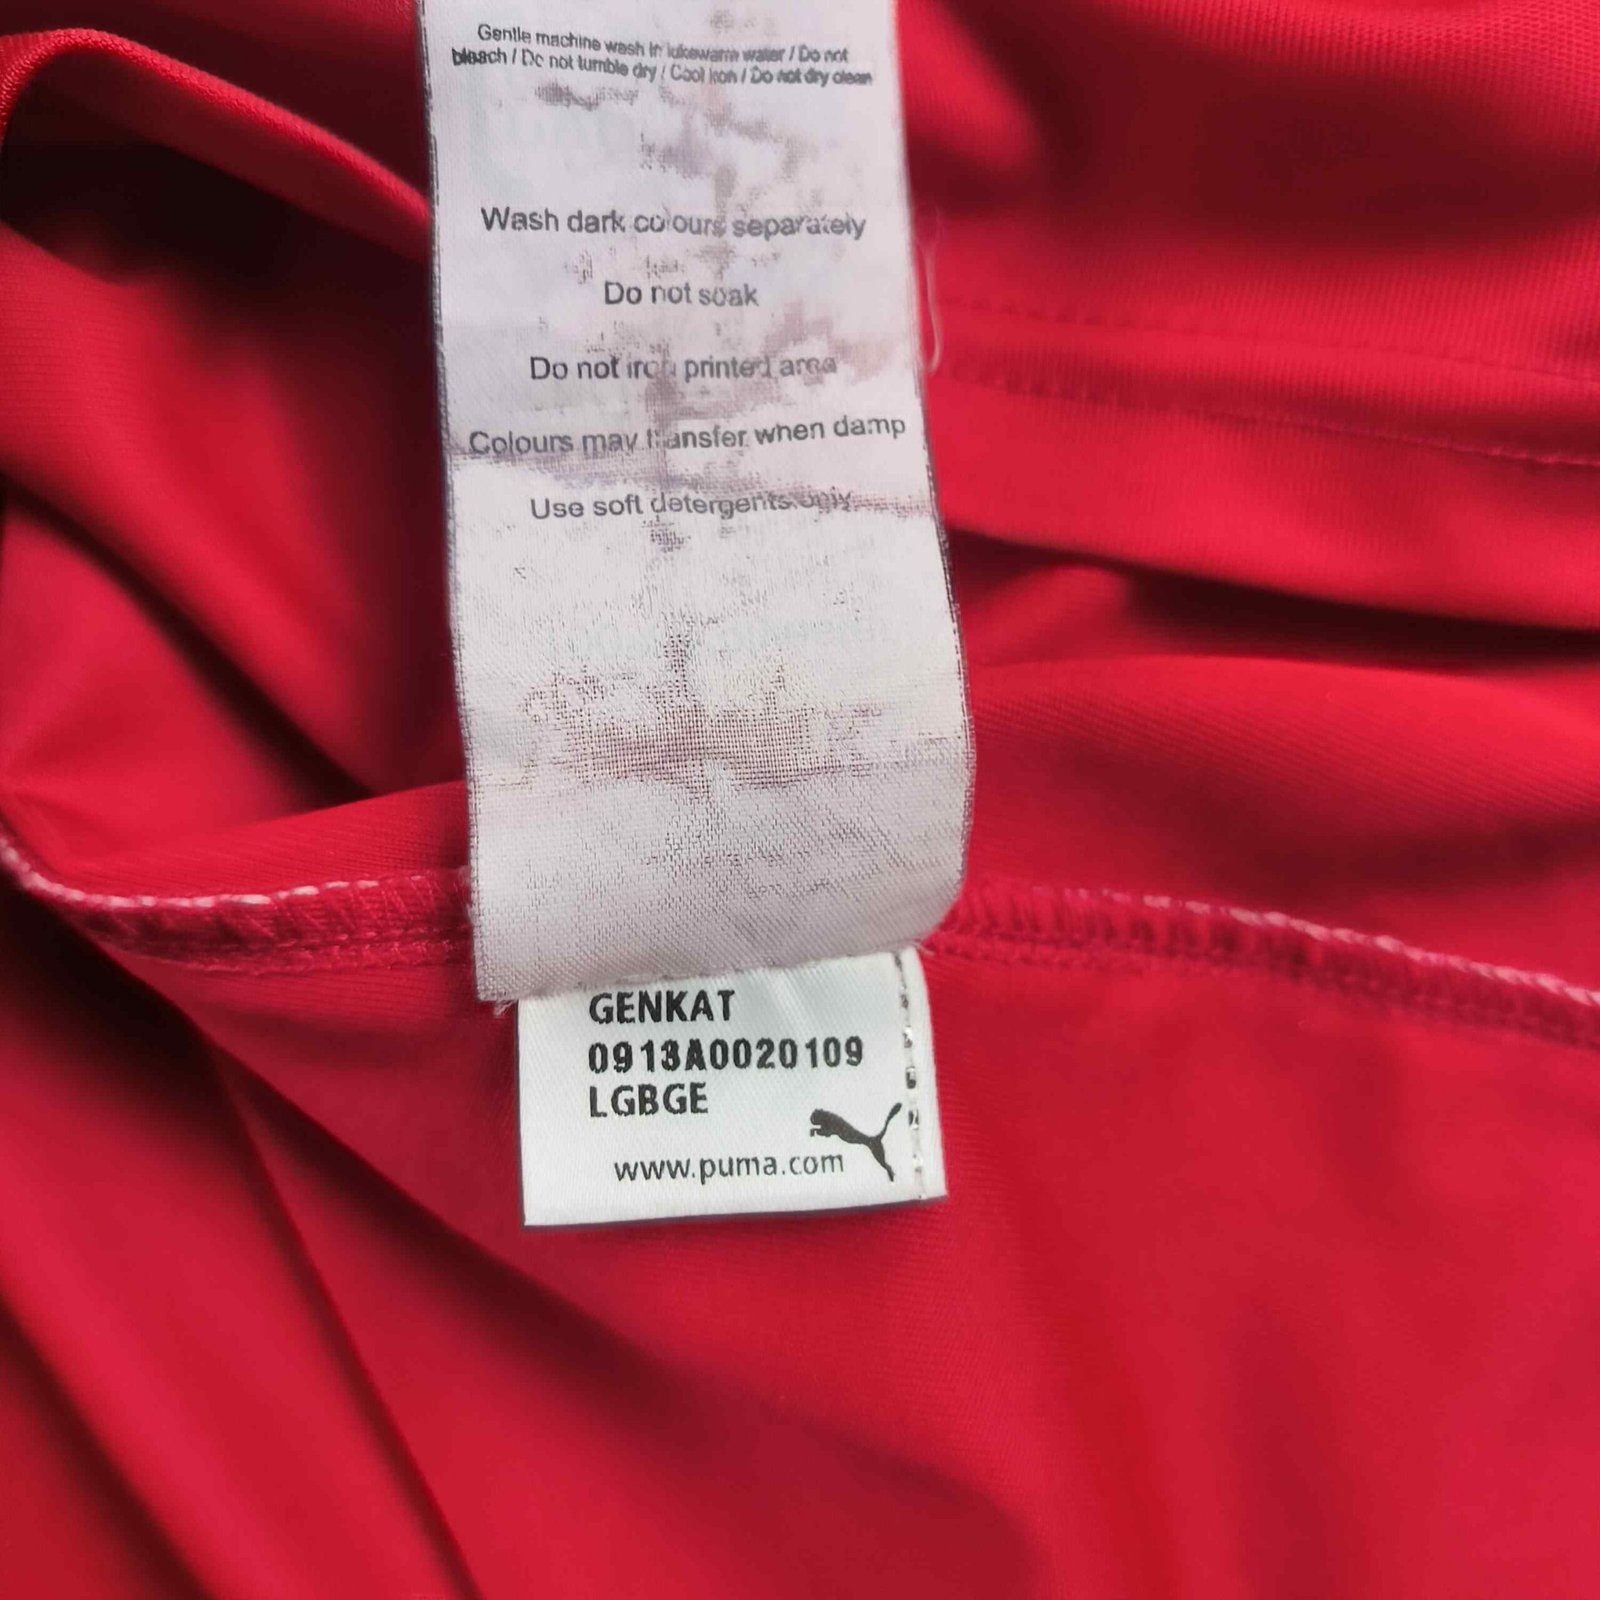 Gentle machine wash in lukewarm water / Do not
bleach / Do not tumble dry / Cool iron / Do not dry clean
Wash dark colours separately
Do not soak
Do not iron printed area
Colours may transfer when damp
Use soft detergents only
GENKAT
0913A0020109
LGBGE
www.puma.com